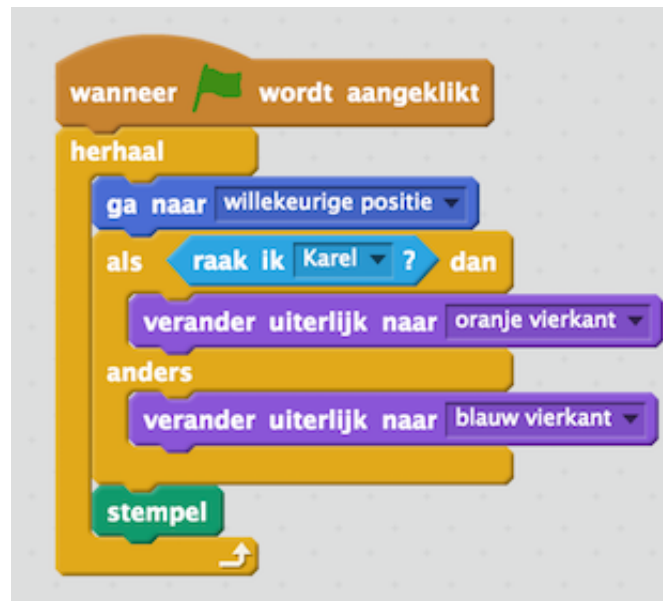 wanneer wordt aangeklikt
herhaal
ga naar willekeurige positie
als raak ik Karel ? dan
verander uiterlijk naar oranje vierkant
anders
verander uiterlijk naar blauw vierkant
stempel